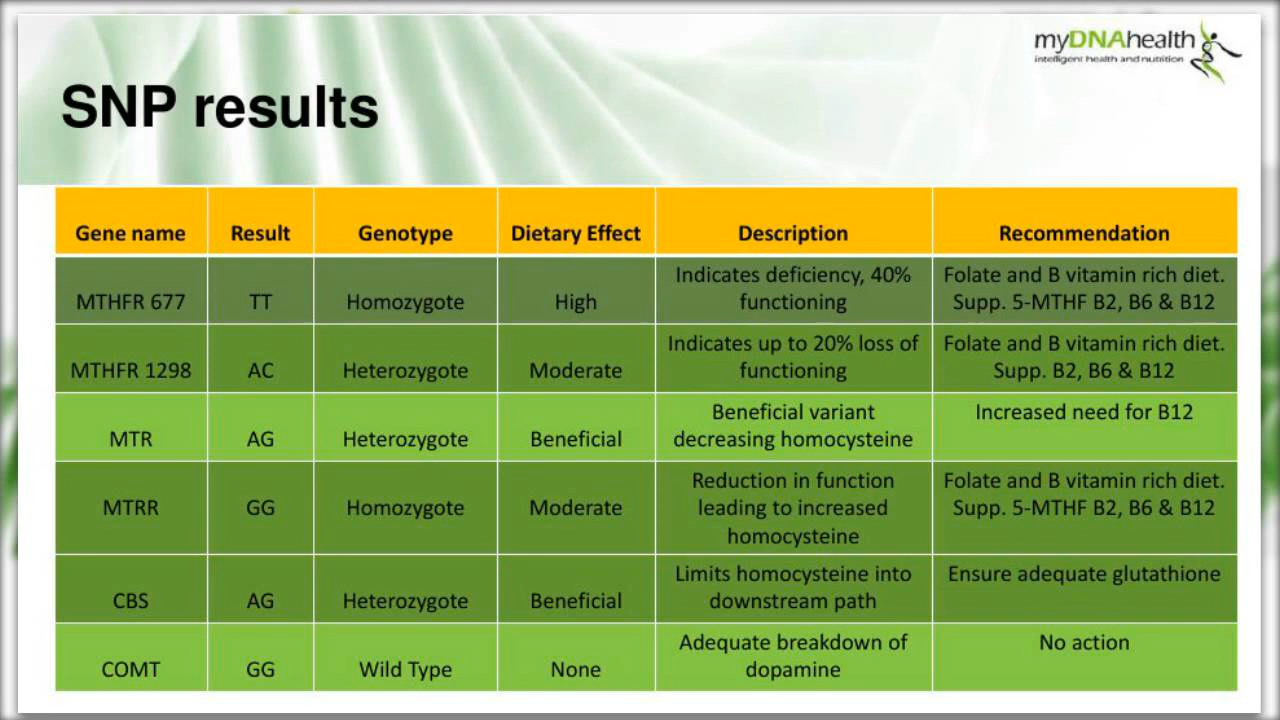 myDNAhealth
intelligent health and nutrition
SNP results
Gene name Result Genotype Dietary Effect Description Recommendation
MTHFR 677 TT Homozygote High Indicates deficiency, 40% functioning Folate and B vitamin rich diet. Supp. 5-MTHF B2, B6 & B12
MTHFR 1298 AC Heterozygote Moderate Indicates up to 20% loss of functioning Folate and B vitamin rich diet. Supp. B2, B6 & B12
MTR AG Heterozygote Beneficial Beneficial variant decreasing homocysteine Increased need for B12
MTRR GG Homozygote Moderate Reduction in function leading to increased homocysteine Folate and B vitamin rich diet. Supp. 5-MTHF B2, B6 & B12
CBS AG Heterozygote Beneficial Limits homocysteine into downstream path Ensure adequate glutathione
COMT GG Wild Type None Adequate breakdown of dopamine No action